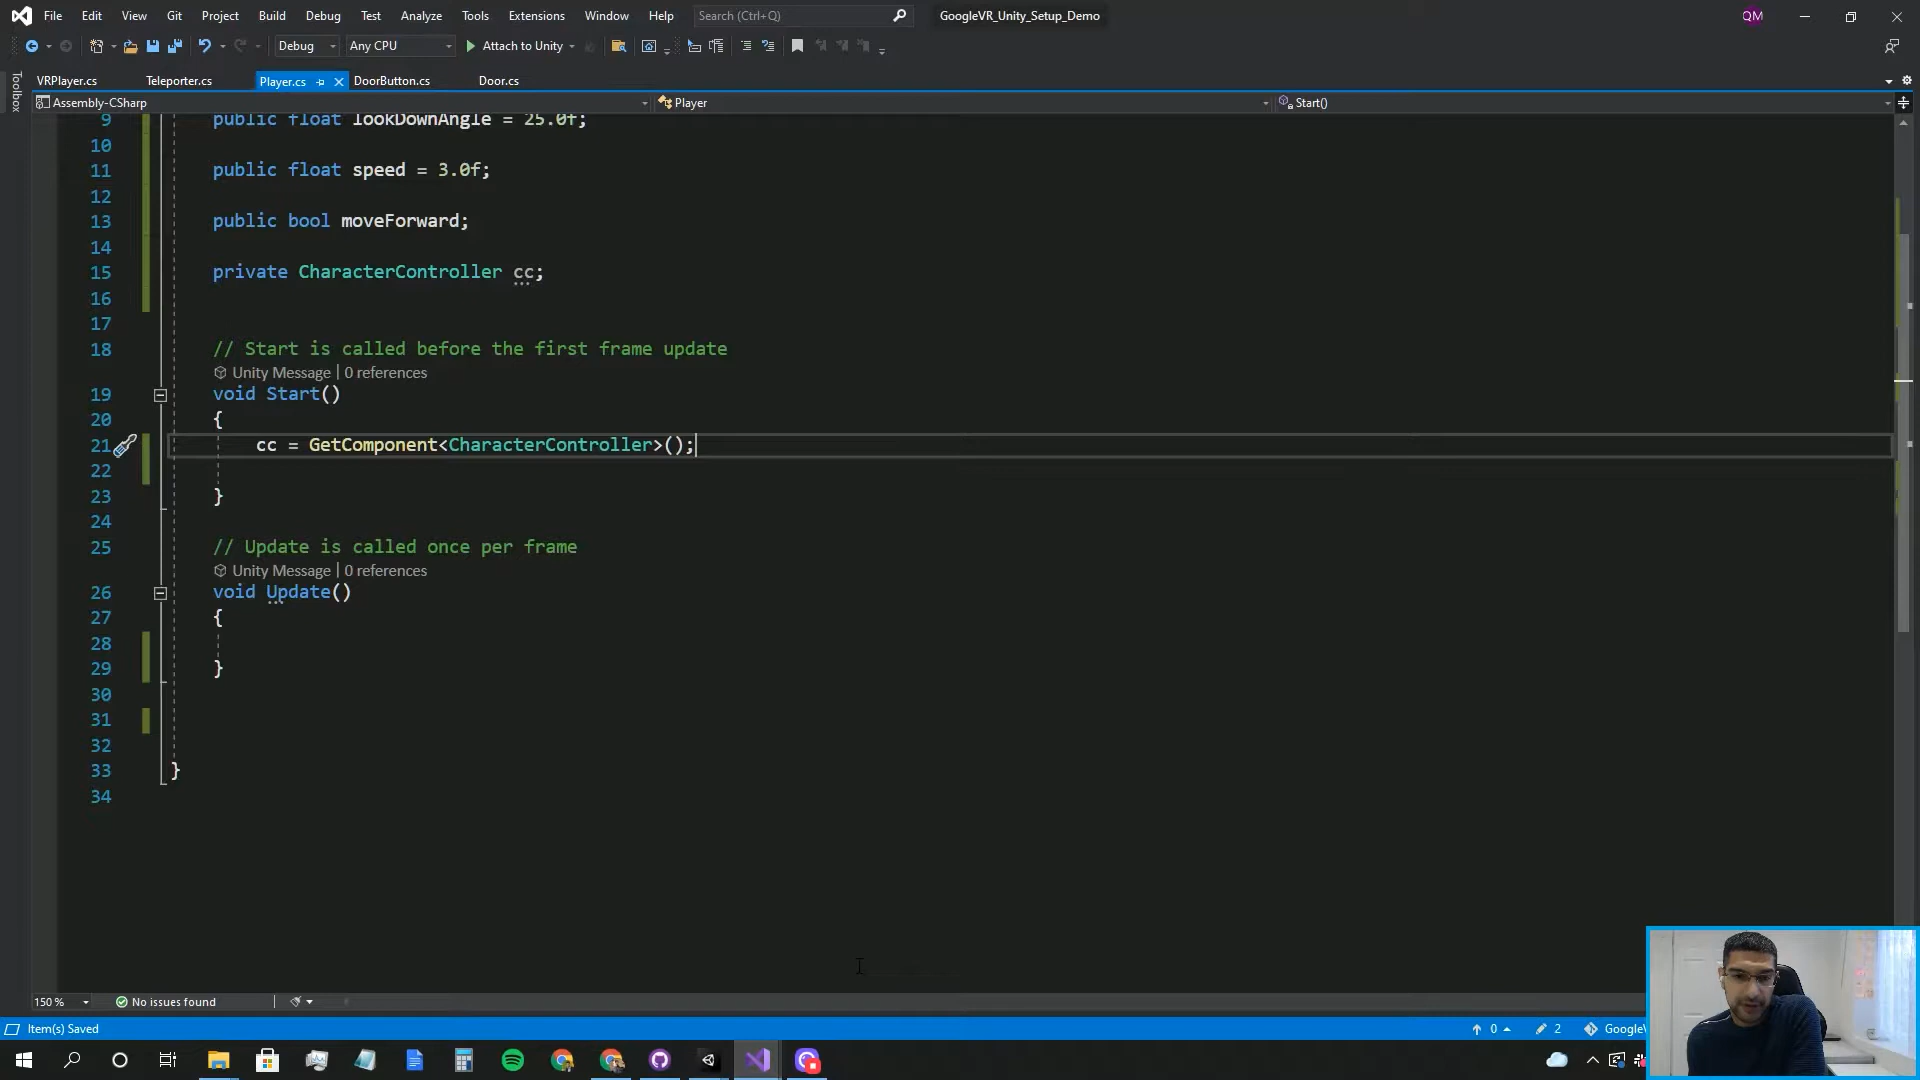 File Edit View Git Project Build Debug Test Analyze Tools Extensions Window Help Search (Ctrl+Q) GoogleVR_Unity_Setup_Demo QM
Debug Any CPU Attach to Unity
Toolbox
VRPlayer.cs Teleporter.cs Player.cs DoorButton.cs Door.cs
Assembly-CSharp Player Start()
9 public float lookDownAngle = 25.0f;
10
11 public float speed = 3.0f;
12
13 public bool moveForward;
14
15 private CharacterController cc;
16
17
18 // Start is called before the first frame update
Unity Message | 0 references
19 void Start()
20 {
21 cc = GetComponent<CharacterController>();
22
23 }
24
25 // Update is called once per frame
Unity Message | 0 references
26 void Update()
27 {
28
29 }
30
31
32
33 }
34
150 % No issues found
Item(s) Saved 0 2 GoogleV